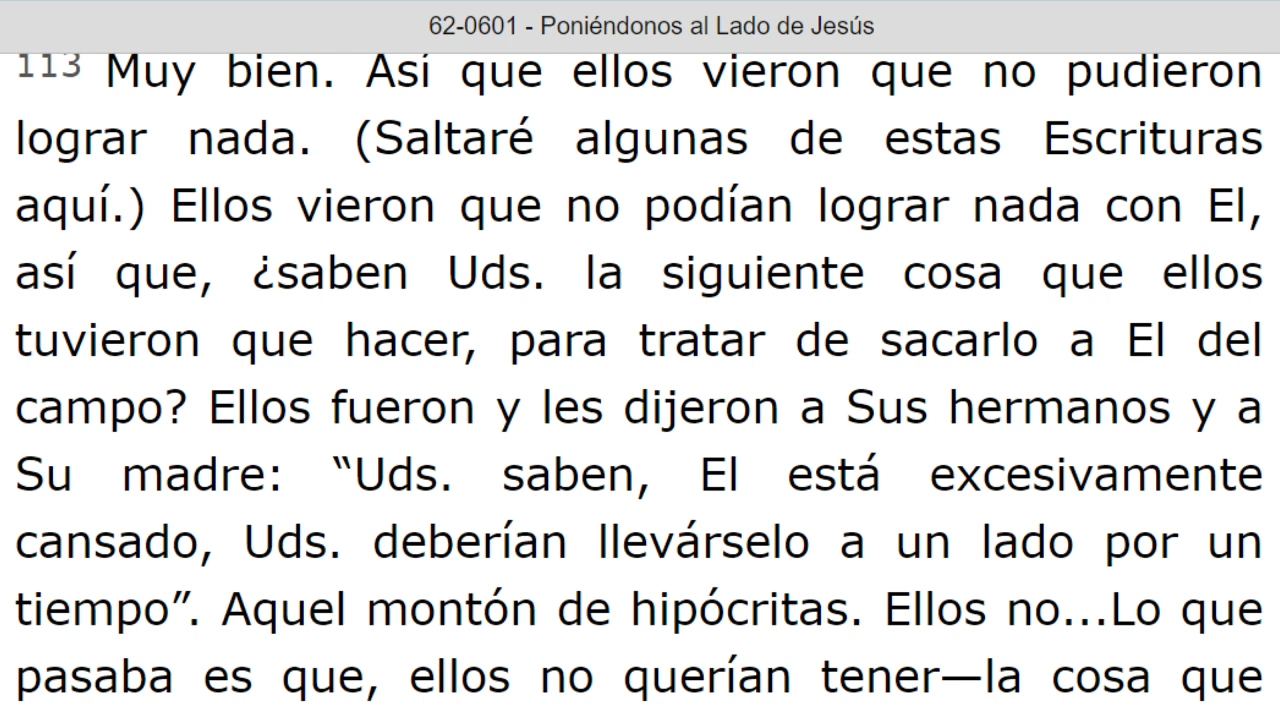 62-0601 - Poniéndonos al Lado de Jesús
113 Muy bien. Así que ellos vieron que no pudieron
lograr nada. (Saltaré algunas de estas Escrituras
aquí.) Ellos vieron que no podían lograr nada con El,
así que, ¿saben Uds. la siguiente cosa que ellos
tuvieron que hacer, para tratar de sacarlo a El del
campo? Ellos fueron y les dijeron a Sus hermanos y a
Su madre: “Uds. saben, El está excesivamente
cansado, Uds. deberían llevárselo a un lado por un
tiempo”. Aquel montón de hipócritas. Ellos no...Lo que
pasaba es que, ellos no querían tener—la cosa que